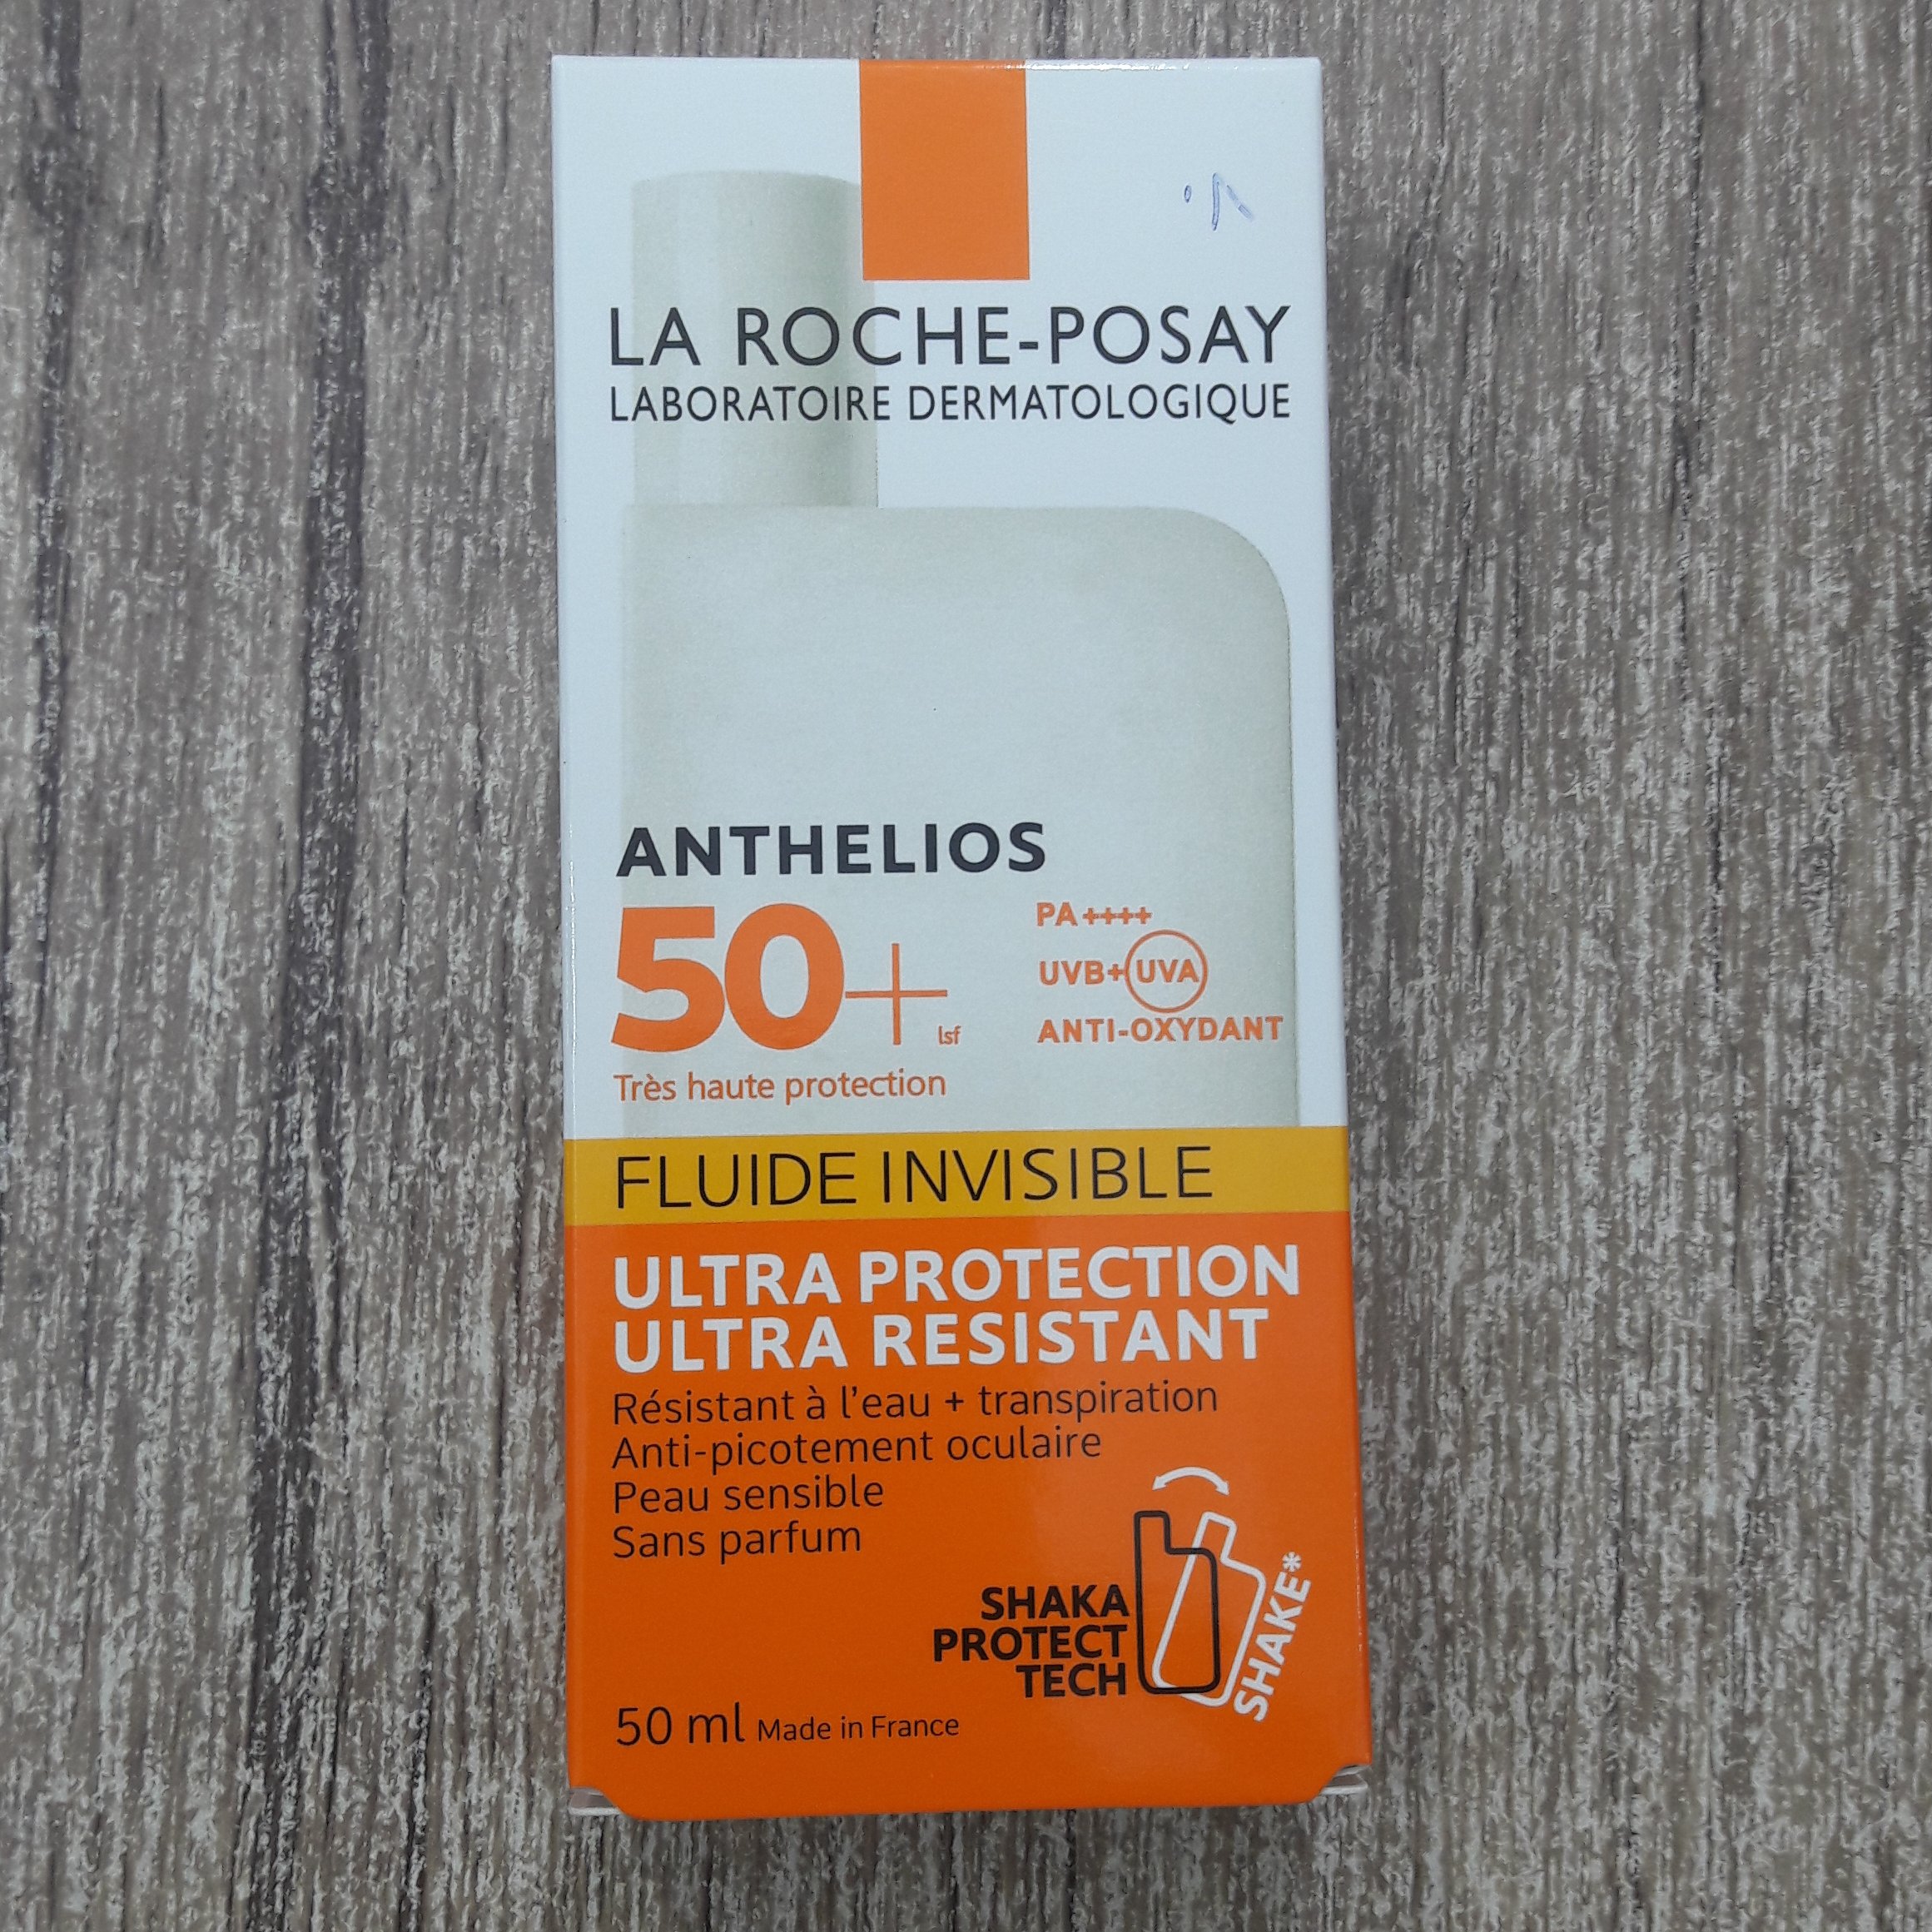 LA ROCHE-POSAY
LABORATOIRE DERMATOLOGIQUE
ANTHELIOS
50+ lsf
PA++++
UVB+UVA
ANTI-OXYDANT
Très haute protection
FLUIDE INVISIBLE
ULTRA PROTECTION
ULTRA RESISTANT
Résistant à l'eau + transpiration
Anti-picotement oculaire
Peau sensible
Sans parfum
SHAKA
PROTECT
TECH
SHAKE*
50 ml Made in France